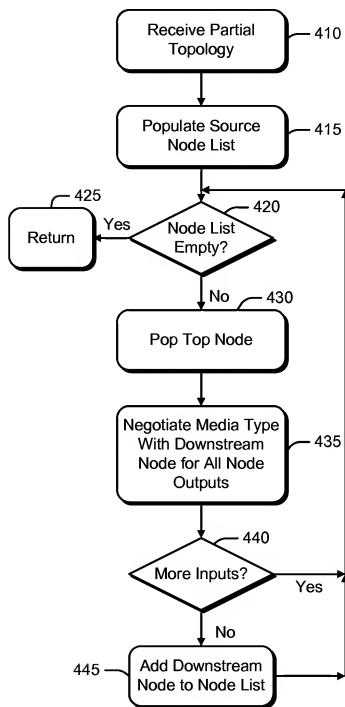 Receive Partial
Topology
410
Populate Source
Node List
415
425
420
Return
Yes
Node List
Empty?
No
430
Pop Top Node
Negotiate Media Type
With Downstream
Node for All Node
Outputs
435
440
More Inputs?
Yes
No
445
Add Downstream
Node to Node List